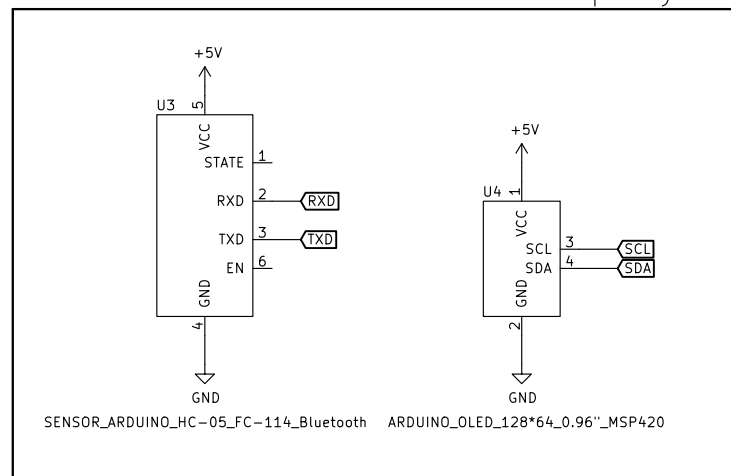 +5V
U3
5
VCC
STATE 1
RXD 2 RXD
TXD 3 TXD
EN 6
GND
4
GND
SENSOR_ARDUINO_HC-05_FC-114_Bluetooth
+5V
U4
1
VCC
SCL 3 SCL
SDA 4 SDA
GND
2
GND
ARDUINO_OLED_128*64_0.96"_MSP420